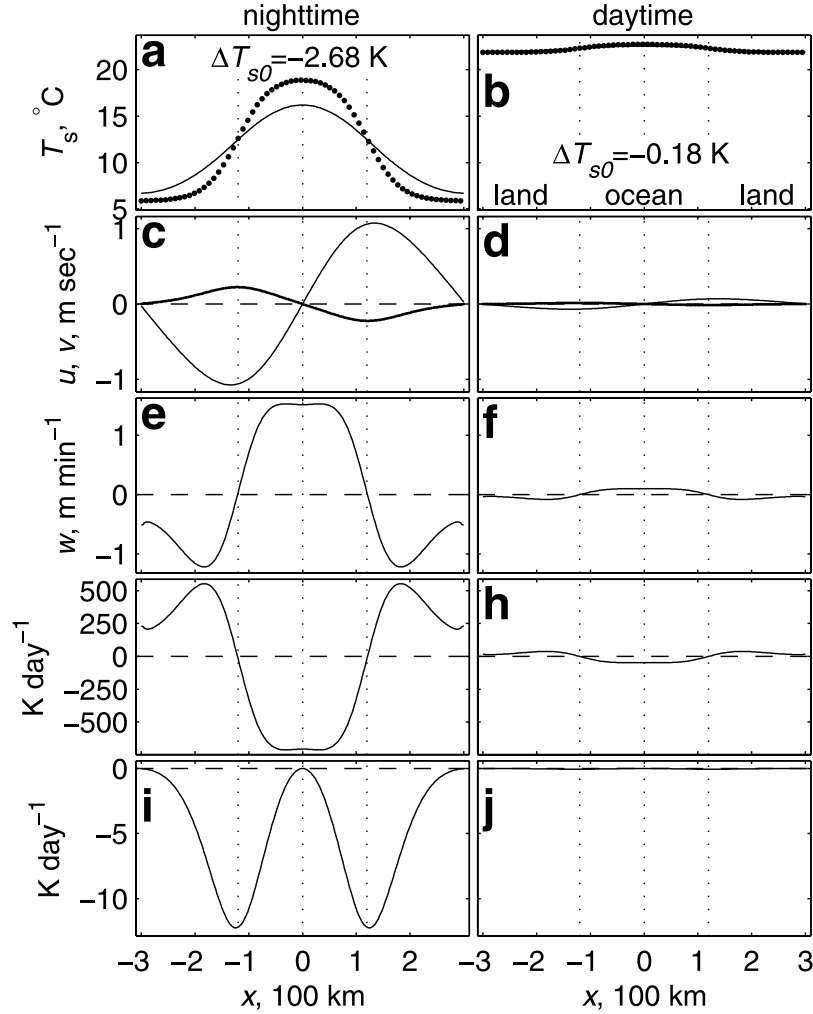 nighttime daytime
a ΔTs0=−2.68 K b
Ts, °C
20
15
10
5
ΔTs0=−0.18 K
land ocean land
c d
u, v, m sec−1
1
0
−1
e f
w, m min−1
1
0
−1
h
K day−1
500
250
0
−250
−500
i j
K day−1
0
−5
−10
−3 −2 −1 0 1 2 −3 −2 −1 0 1 2 3
x, 100 km x, 100 km